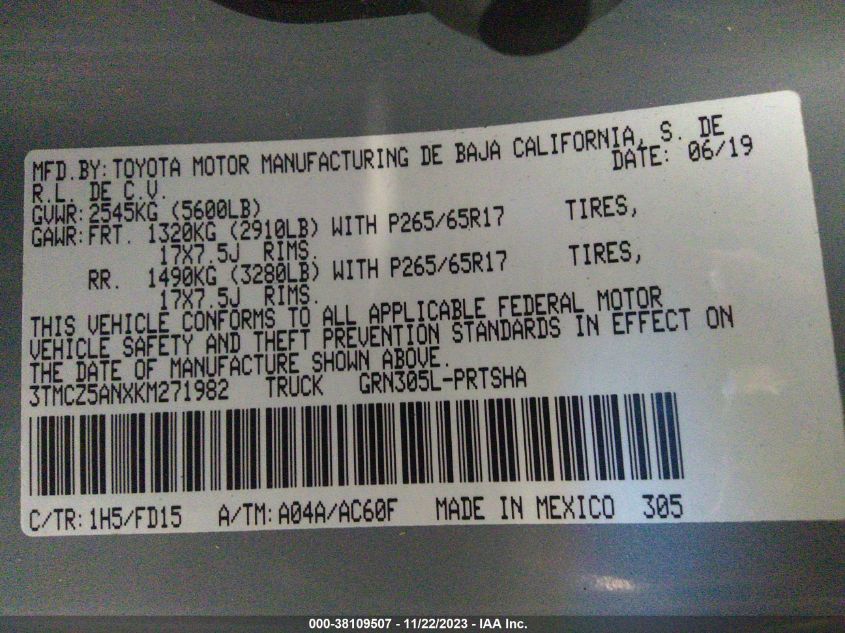 MFD.BY: TOYOTA MOTOR MANUFACTURING DE BAJA CALIFORNIA, S. DE
R.L. DE C.V. DATE: 06/19
GVWR: 2545KG (5600LB)
GAWR: FRT. 1320KG (2910LB) WITH P265/65R17 TIRES,
17X7.5J RIMS.
RR. 1490KG (3280LB) WITH P265/65R17 TIRES,
17X7.5J RIMS.
THIS VEHICLE CONFORMS TO ALL APPLICABLE FEDERAL MOTOR
VEHICLE SAFETY AND THEFT PREVENTION STANDARDS IN EFFECT ON
THE DATE OF MANUFACTURE SHOWN ABOVE.
3TMCZ5ANXKM271982 TRUCK GRN305L-PRTSHA
C/TR: 1H5/FD15 A/TM: A04A/AC60F MADE IN MEXICO 305
000-38109507 - 11/22/2023 - IAA Inc.